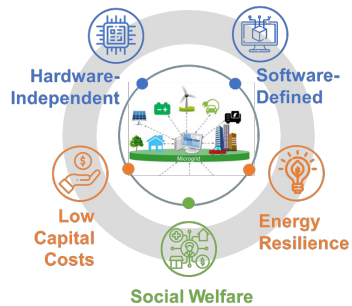 Hardware-
Independent
Software-
Defined
Microgrid
Low
Capital
Costs
Energy
Resilience
Social Welfare